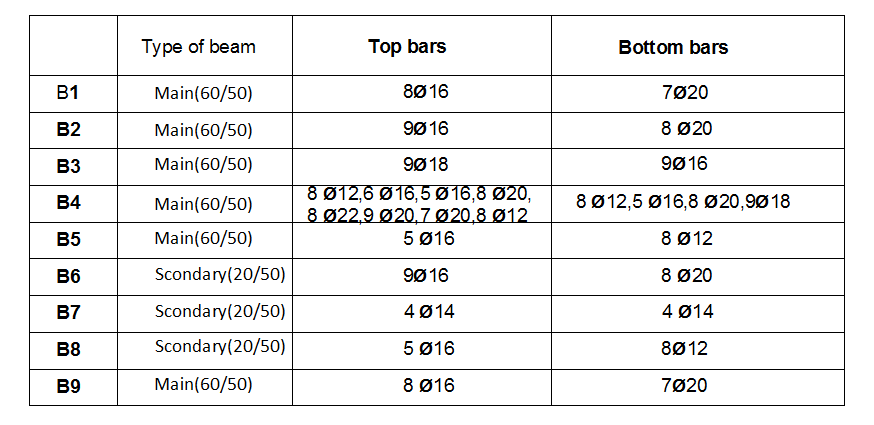 Type of beam Top bars Bottom bars
B1 Main(60/50) 8Ø16 7Ø20
B2 Main(60/50) 9Ø16 8 Ø20
B3 Main(60/50) 9Ø18 9Ø16
B4 Main(60/50) 8 Ø12,6 Ø16,5 Ø16,8 Ø20, 8 Ø12,5 Ø16,8 Ø20,9Ø18
8 Ø22,9 Ø20,7 Ø20,8 Ø12
B5 Main(60/50) 5 Ø16 8 Ø12
B6 Scondary(20/50) 9Ø16 8 Ø20
B7 Scondary(20/50) 4 Ø14 4 Ø14
B8 Scondary(20/50) 5 Ø16 8Ø12
B9 Main(60/50) 8 Ø16 7Ø20